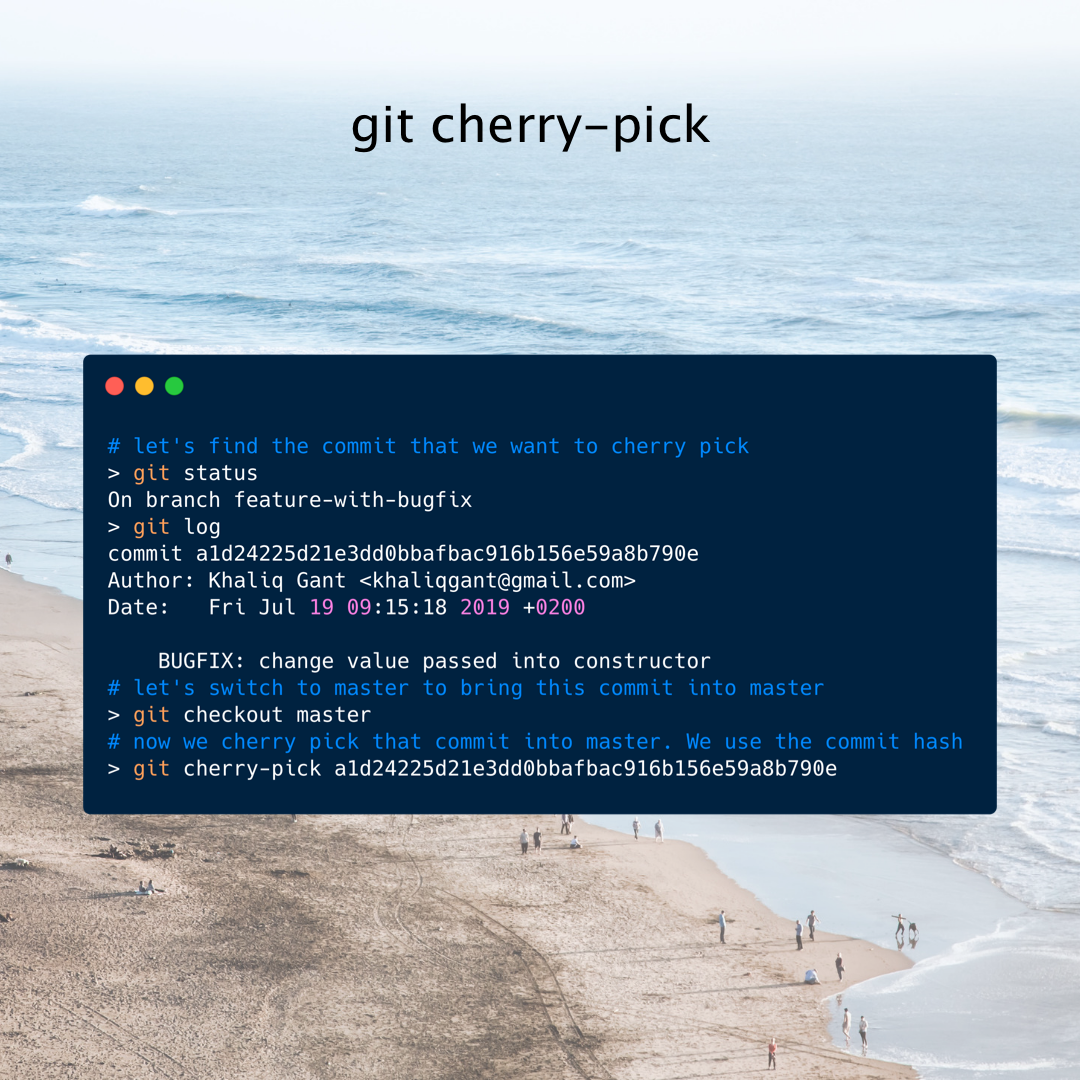 git cherry-pick
# let's find the commit that we want to cherry pick
> git status
On branch feature-with-bugfix
> git log
commit a1d24225d21e3dd0bbafbac916b156e59a8b790e
Author: Khaliq Gant <khaliqgant@gmail.com>
Date:   Fri Jul 19 09:15:18 2019 +0200
    BUGFIX: change value passed into constructor
# let's switch to master to bring this commit into master
> git checkout master
# now we cherry pick that commit into master. We use the commit hash
> git cherry-pick a1d24225d21e3dd0bbafbac916b156e59a8b790e